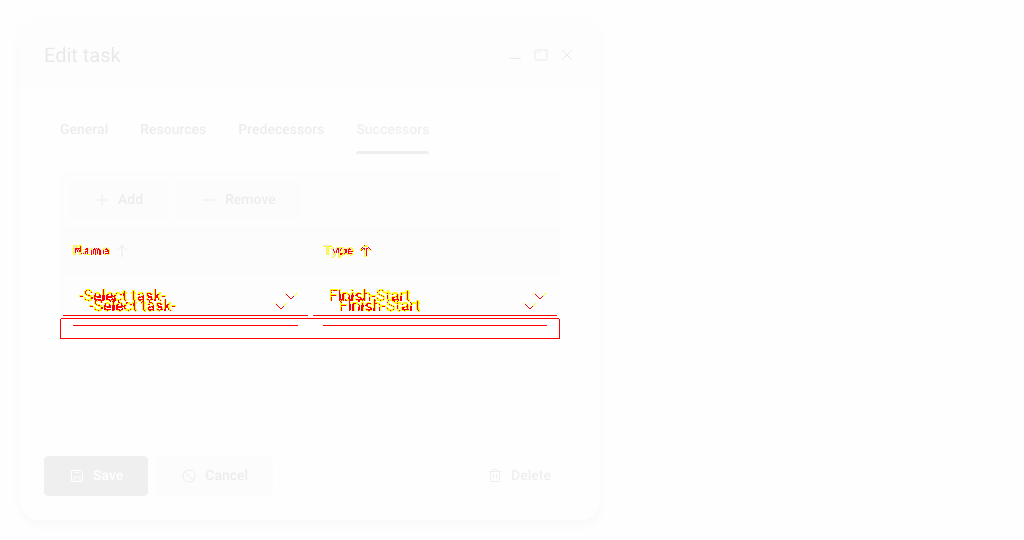 Edit task
General Resources Predecessors Successors
Add Remove
Name Type
-Select task- Finish-Start
-Select task- Finish-Start
Save Cancel Delete